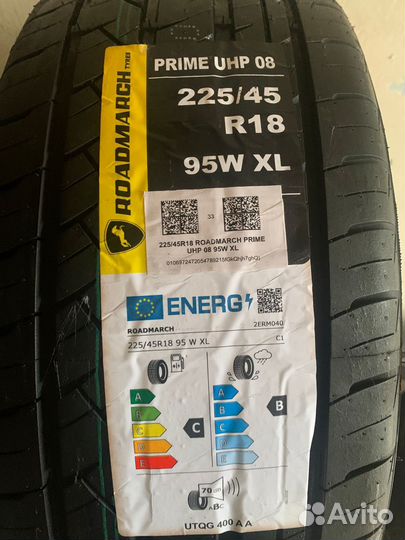 PRIME UHP 08
225/45
R18
95W XL
ROADMARCH
TYRES
33
225/45R18 ROADMARCH PRIME
UHP 08 95W XL
ENERG
ROADMARCH
2ERM040
225/45R18 95 W XL
C1
A
B
C
D
E
C
A
B
C
D
E
B
70 dB
ABC
UTQG 400 A A
Avito